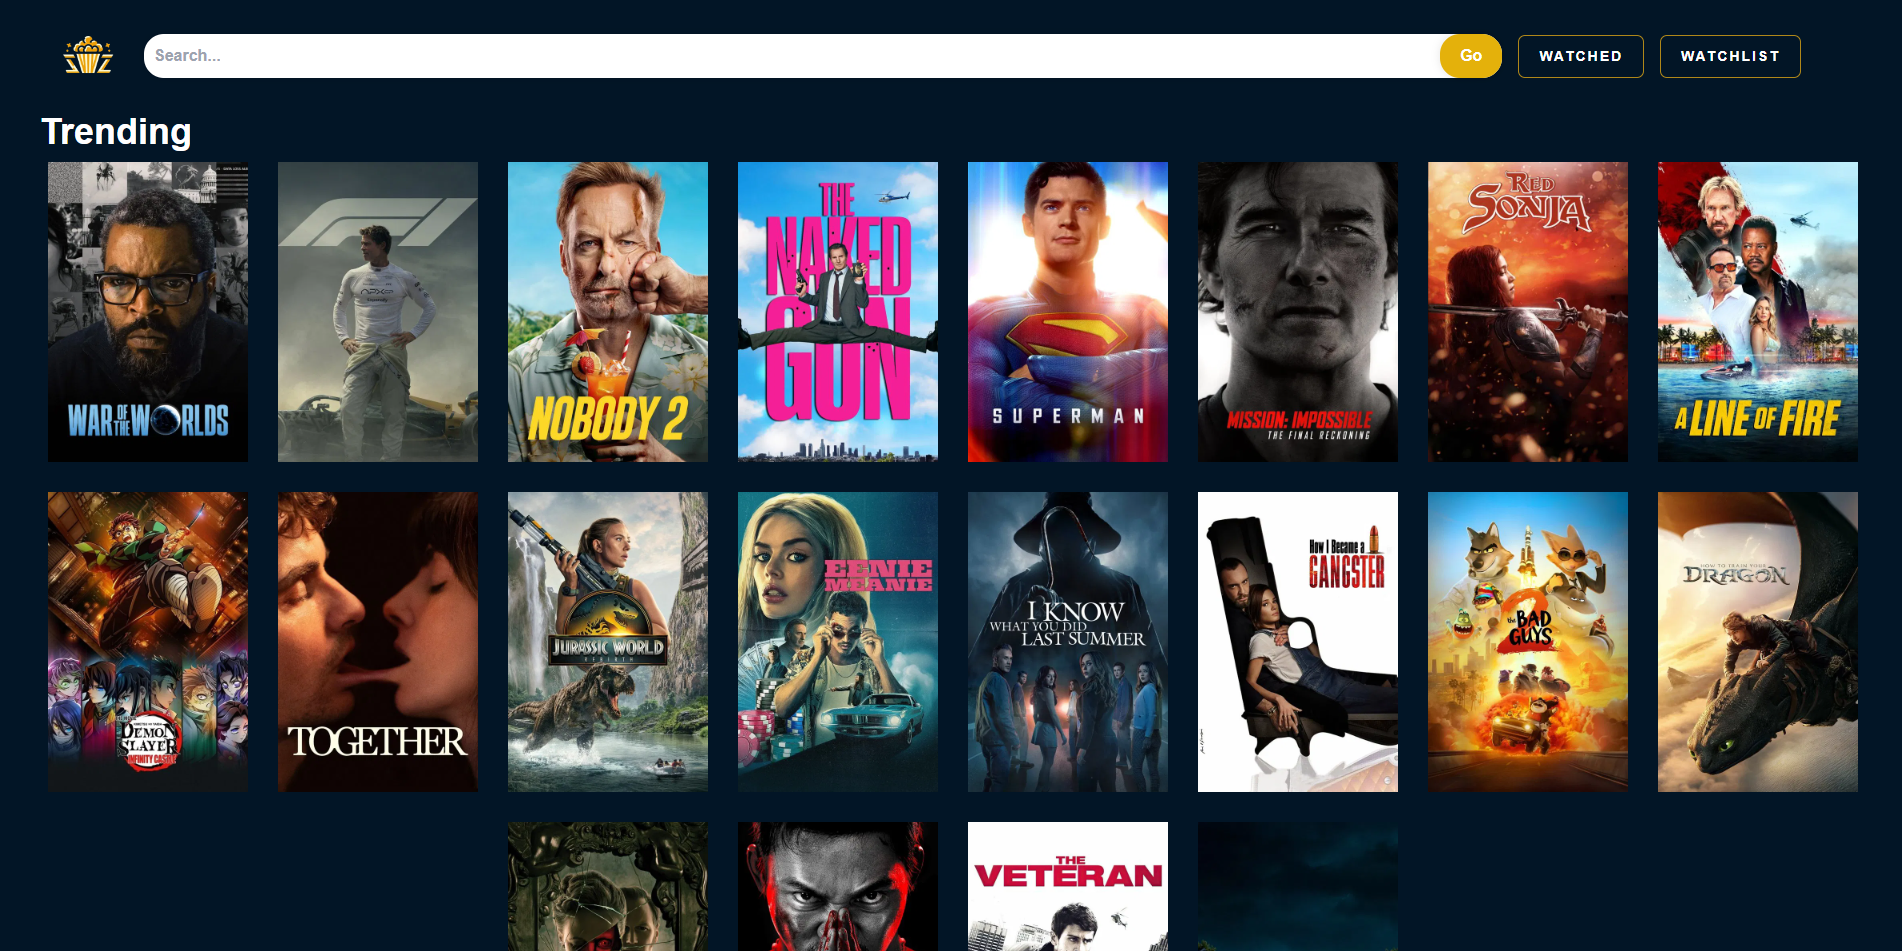 Search...
Go
WATCHED
WATCHLIST
Trending
WAR OF THE WORLDS
F1
APXGP
NOBODY 2
THE
NAKED
GUN
SUPERMAN
MISSION: IMPOSSIBLE
THE FINAL RECKONING
RED
SONJA
A LINE OF FIRE
DEMON
SLAYER
INFINITY CASTLE
TOGETHER
JURASSIC WORLD
REBIRTH
EENIE
MEANIE
I KNOW
WHAT YOU DID
LAST SUMMER
How I Became a
GANGSTER
the BAD
GUYS
2
HOW TO TRAIN YOUR
DRAGON
THE
VETERAN